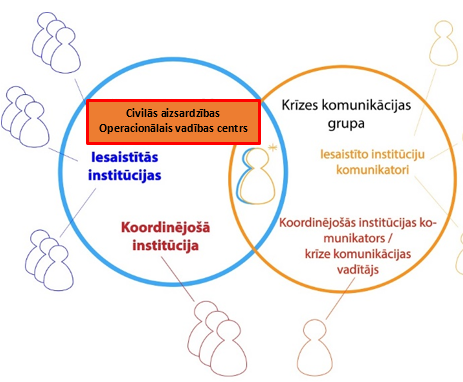 Civilās aizsardzības
Operacionālais vadības centrs
Iesaistītās
institūcijas
Koordinējošā
institūcija
Krīzes komunikācijas
grupa
Iesaistīto institūciju
komunikatori
Koordinējošās institūcijas ko-
munikators /
krīze komunikācijas
vadītājs
*